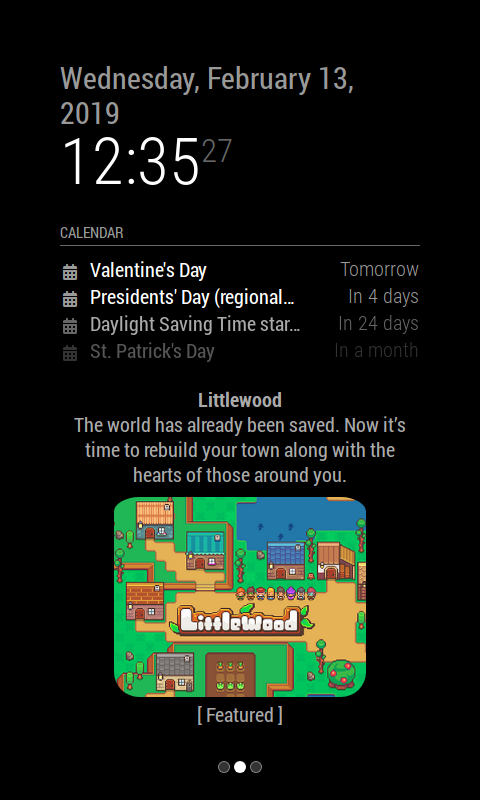 Wednesday, February 13,
2019
12:35 27
CALENDAR
Valentine's Day Tomorrow
Presidents' Day (regional… In 4 days
Daylight Saving Time star… In 24 days
St. Patrick's Day In a month
Littlewood
The world has already been saved. Now it's
time to rebuild your town along with the
hearts of those around you.
LittleWood
[ Featured ]